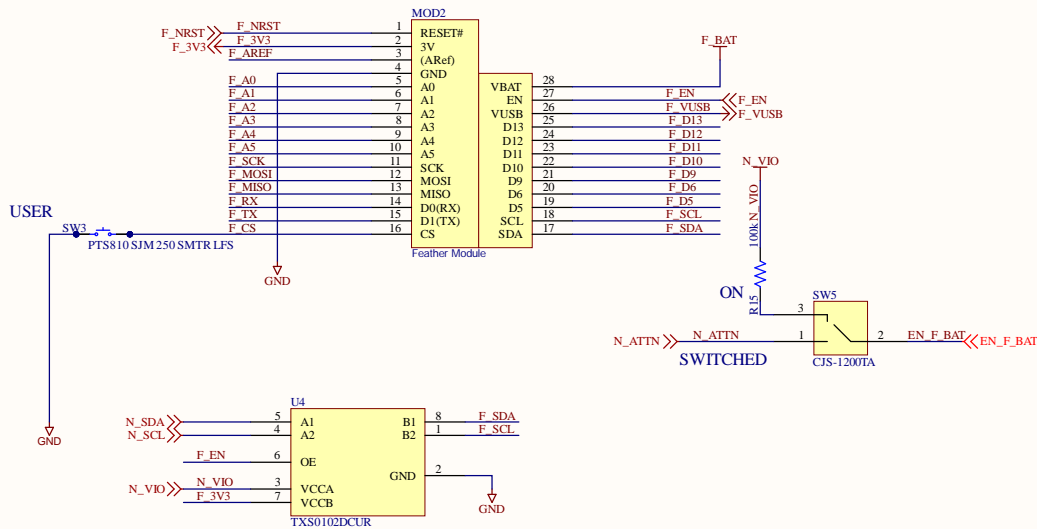 MOD2
F_NRST F_NRST 1 RESET#
F_3V3 F_3V3 2 3V
F_AREF 3 (ARef)
4 GND
F_A0 5 A0
F_A1 6 A1
F_A2 7 A2
F_A3 8 A3
F_A4 9 A4
F_A5 10 A5
F_SCK 11 SCK
F_MOSI 12 MOSI
F_MISO 13 MISO
F_RX 14 D0(RX)
F_TX 15 D1(TX)
F_CS 16 CS
Feather Module
F_BAT
VBAT 28
EN 27 F_EN F_EN
VUSB 26 F_VUSB F_VUSB
D13 25 F_D13
D12 24 F_D12
D11 23 F_D11
D10 22 F_D10
D9 21 F_D9
D6 20 F_D6
D5 19 F_D5
SCL 18 F_SCL
SDA 17 F_SDA
USER
SW3
PTS810 SJM 250 SMTR LFS
GND
GND
N_VIO
N_VIO
100k
R15
ON
SW5
3
N_ATTN N_ATTN 1
2 EN_F_BAT EN_F_BAT
SWITCHED
CJS-1200TA
U4
N_SDA 5 A1 B1 8 F_SDA
N_SCL 4 A2 B2 1 F_SCL
F_EN 6 OE
GND 2
N_VIO N_VIO 3 VCCA
F_3V3 7 VCCB
GND
TXS0102DCUR